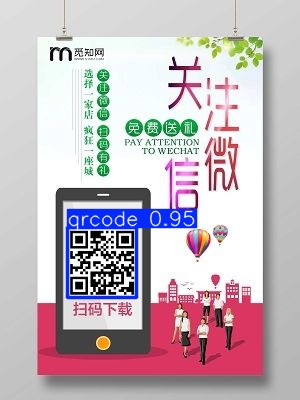 觅知网
关注微信
免费送礼
PAY ATTENTION
TO WECHAT
关注微信 扫码有礼
选择一家店 疯狂一座城
qrcode 0.95
扫码下载